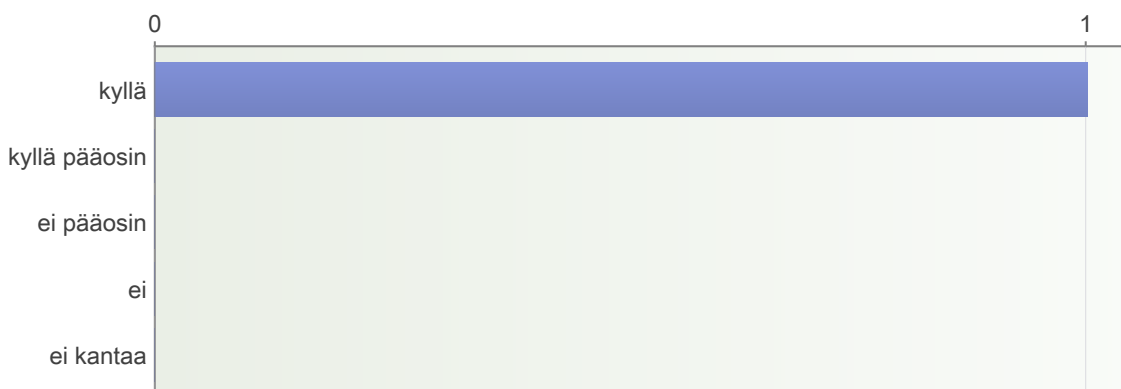 0 1
kyllä
kyllä pääosin
ei pääosin
ei
ei kantaa